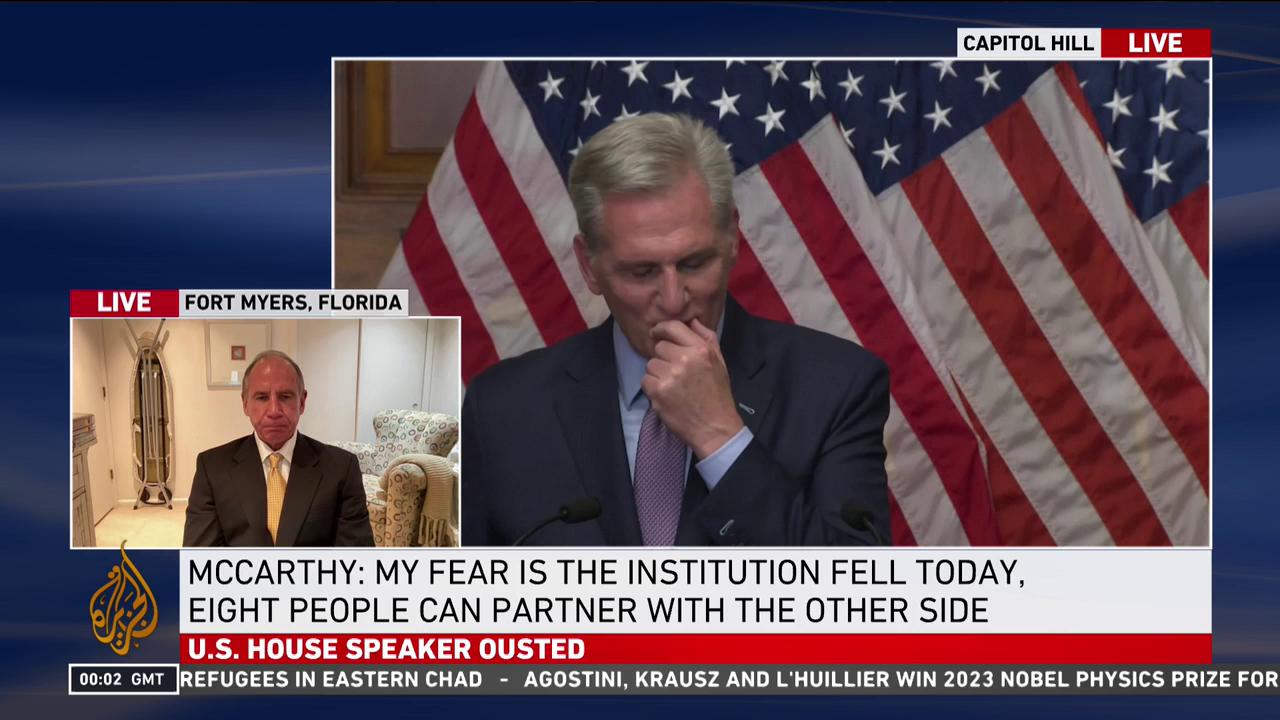 CAPITOL HILL LIVE
LIVE FORT MYERS, FLORIDA
MCCARTHY: MY FEAR IS THE INSTITUTION FELL TODAY,
EIGHT PEOPLE CAN PARTNER WITH THE OTHER SIDE
U.S. HOUSE SPEAKER OUSTED
00:02 GMT
REFUGEES IN EASTERN CHAD - AGOSTINI, KRAUSZ AND L'HUILLIER WIN 2023 NOBEL PHYSICS PRIZE FOR